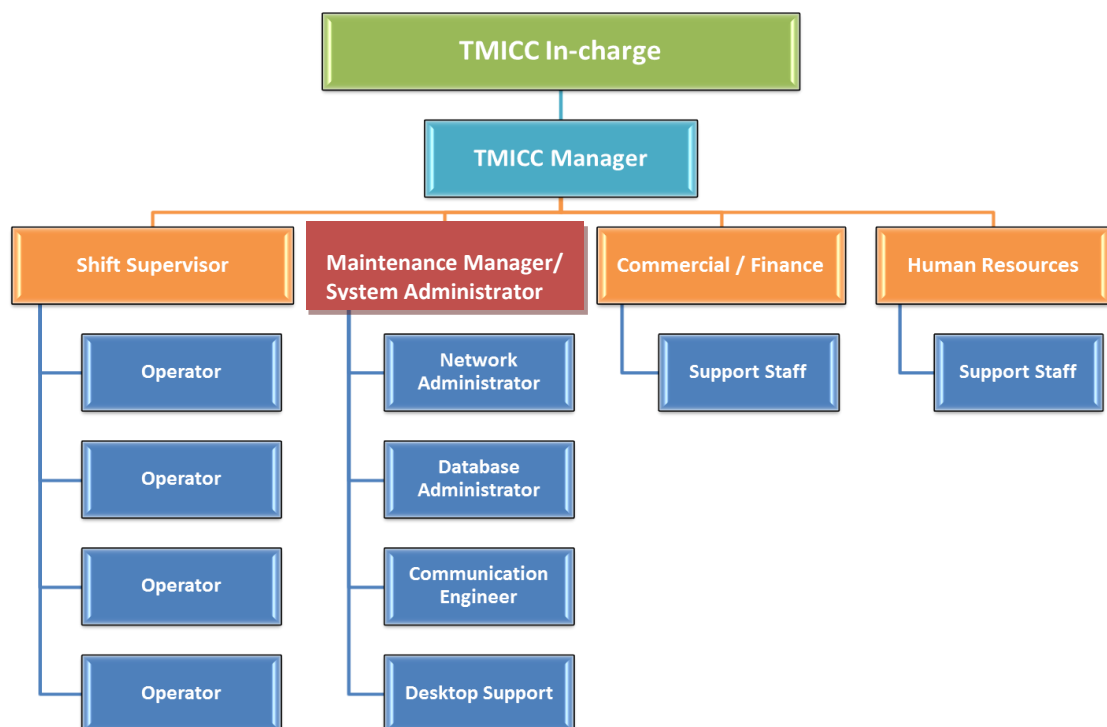 TMICC In-charge
TMICC Manager
Shift Supervisor
Maintenance Manager/
System Administrator
Commercial / Finance
Human Resources
Operator
Network
Administrator
Support Staff
Support Staff
Operator
Database
Administrator
Operator
Communication
Engineer
Operator
Desktop Support